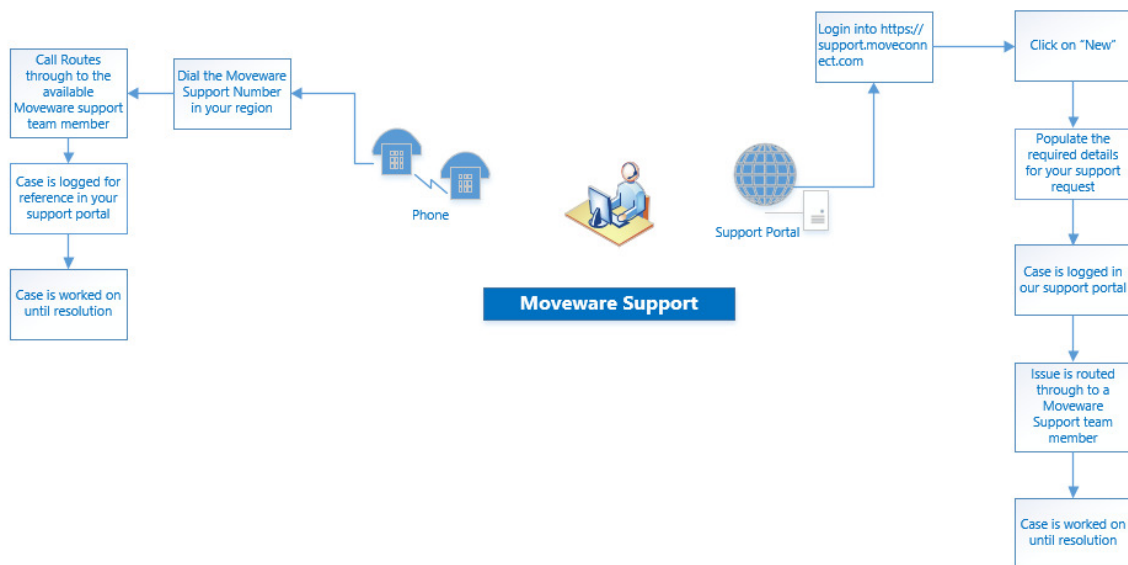 Call Routes
through to the
available
Moveware support
team member
Dial the Moveware
Support Number
in your region
Case is logged for
reference in your
support portal
Case is worked on
until resolution
Phone
Support Portal
Moveware Support
Login into https://
support.moveconn
ect.com
Click on “New”
Populate the
required details
for your support
request
Case is logged in
our support portal
Issue is routed
through to a
Moveware
Support team
member
Case is worked on
until resolution